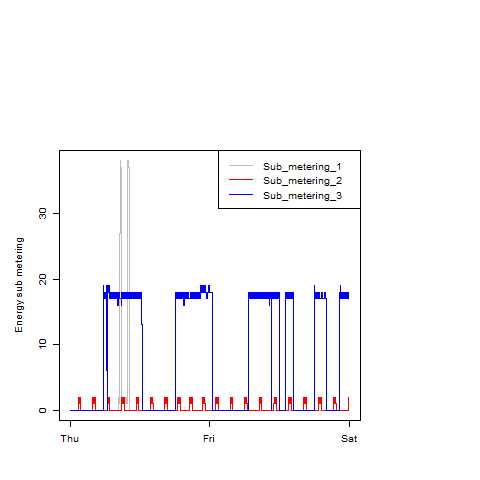 Sub_metering_1
Sub_metering_2
Sub_metering_3
Energy sub metering
30
20
10
0
Thu Fri Sat